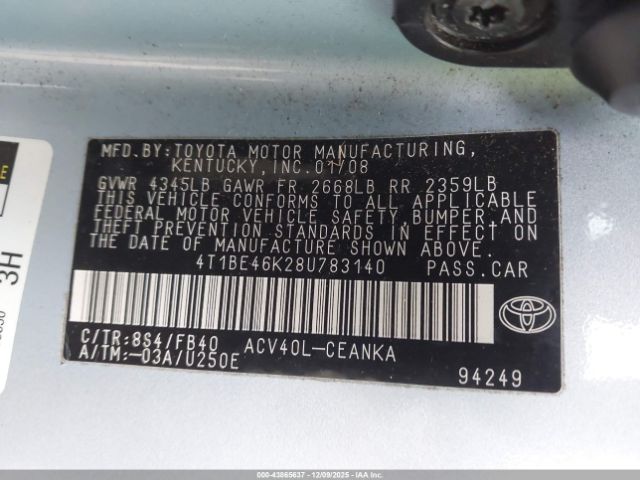 MFD.BY:TOYOTA MOTOR MANUFACTURING,
KENTUCKY,INC.01/08
GVWR 4345LB GAWR FR 2668LB RR 2359LB
THIS VEHICLE CONFORMS TO ALL APPLICABLE
FEDERAL MOTOR VEHICLE SAFETY, BUMPER,AND
THEFT PREVENTION STANDARDS IN EFFECT ON
THE DATE OF MANUFACTURE SHOWN ABOVE.
4T1BE46K28U783140 PASS.CAR
C/TR:8S4/FB40 ACV40L-CEANKA
A/TM:-03A/U250E
94249
TOYOTA
3H
000-43865637 | 12/09/2025 | IAAI.COM